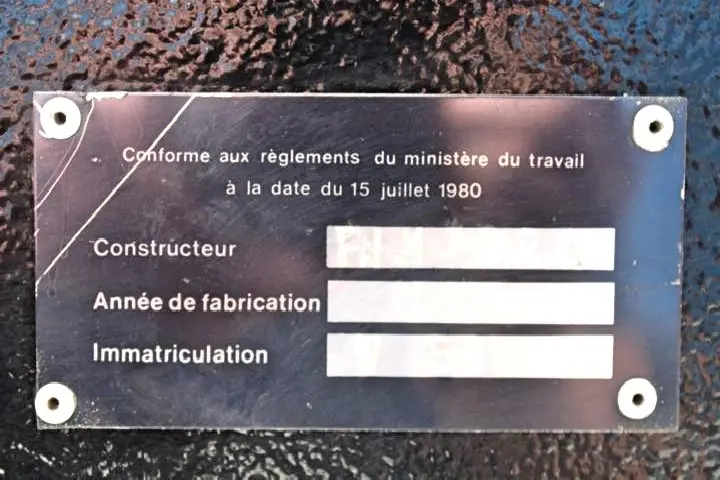 Conforme aux règlements du ministère du travail
à la date du 15 juillet 1980
Constructeur
Année de fabrication
Immatriculation